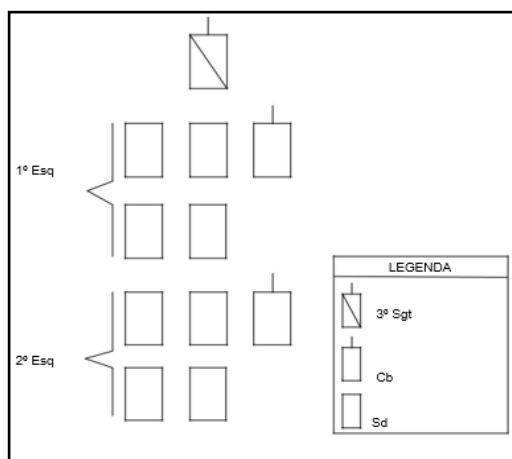 1º Esq
2º Esq
LEGENDA
3º Sgt
Cb
Sd